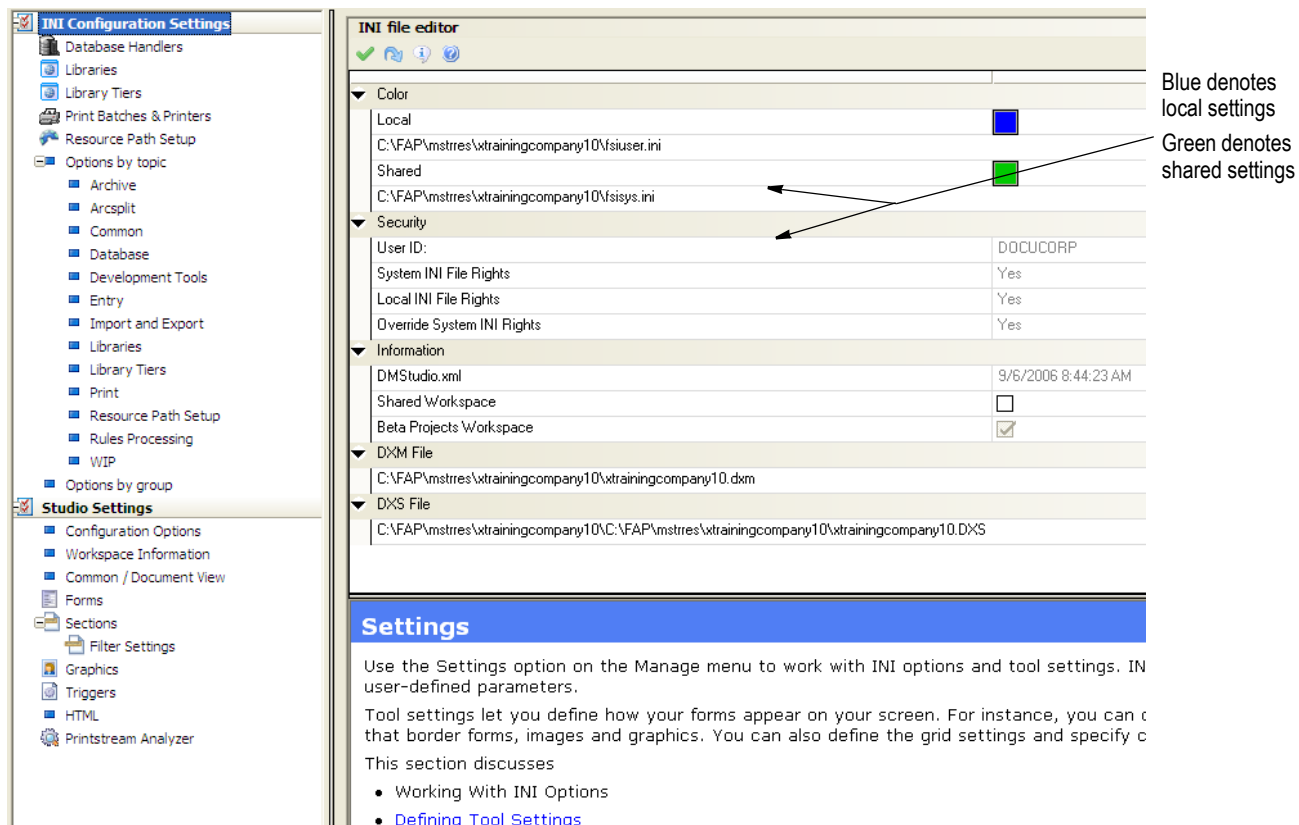 INI Configuration Settings
Database Handlers
Libraries
Library Tiers
Print Batches & Printers
Resource Path Setup
Options by topic
Archive
Arcsplit
Common
Database
Development Tools
Entry
Import and Export
Libraries
Library Tiers
Print
Resource Path Setup
Rules Processing
WIP
Options by group
Studio Settings
Configuration Options
Workspace Information
Common / Document View
Forms
Sections
Filter Settings
Graphics
Triggers
HTML
Printstream Analyzer
INI file editor
Color
Local
C:\FAP\mstrres\xtrainingcompany10\fsiuser.ini
Shared
C:\FAP\mstrres\xtrainingcompany10\fsisys.ini
Security
User ID: DOCUCORP
System INI File Rights Yes
Local INI File Rights Yes
Override System INI Rights Yes
Information
DMStudio.xml 9/6/2006 8:44:23 AM
Shared Workspace
Beta Projects Workspace
DXM File
C:\FAP\mstrres\xtrainingcompany10\xtrainingcompany10.dxm
DXS File
C:\FAP\mstrres\xtrainingcompany10\C:\FAP\mstrres\xtrainingcompany10\xtrainingcompany10.DXS
Settings
Use the Settings option on the Manage menu to work with INI options and tool settings. IN
user-defined parameters.
Tool settings let you define how your forms appear on your screen. For instance, you can
that border forms, images and graphics. You can also define the grid settings and specify c
This section discusses
• Working With INI Options
• Defining Tool Settings
Blue denotes
local settings
Green denotes
shared settings